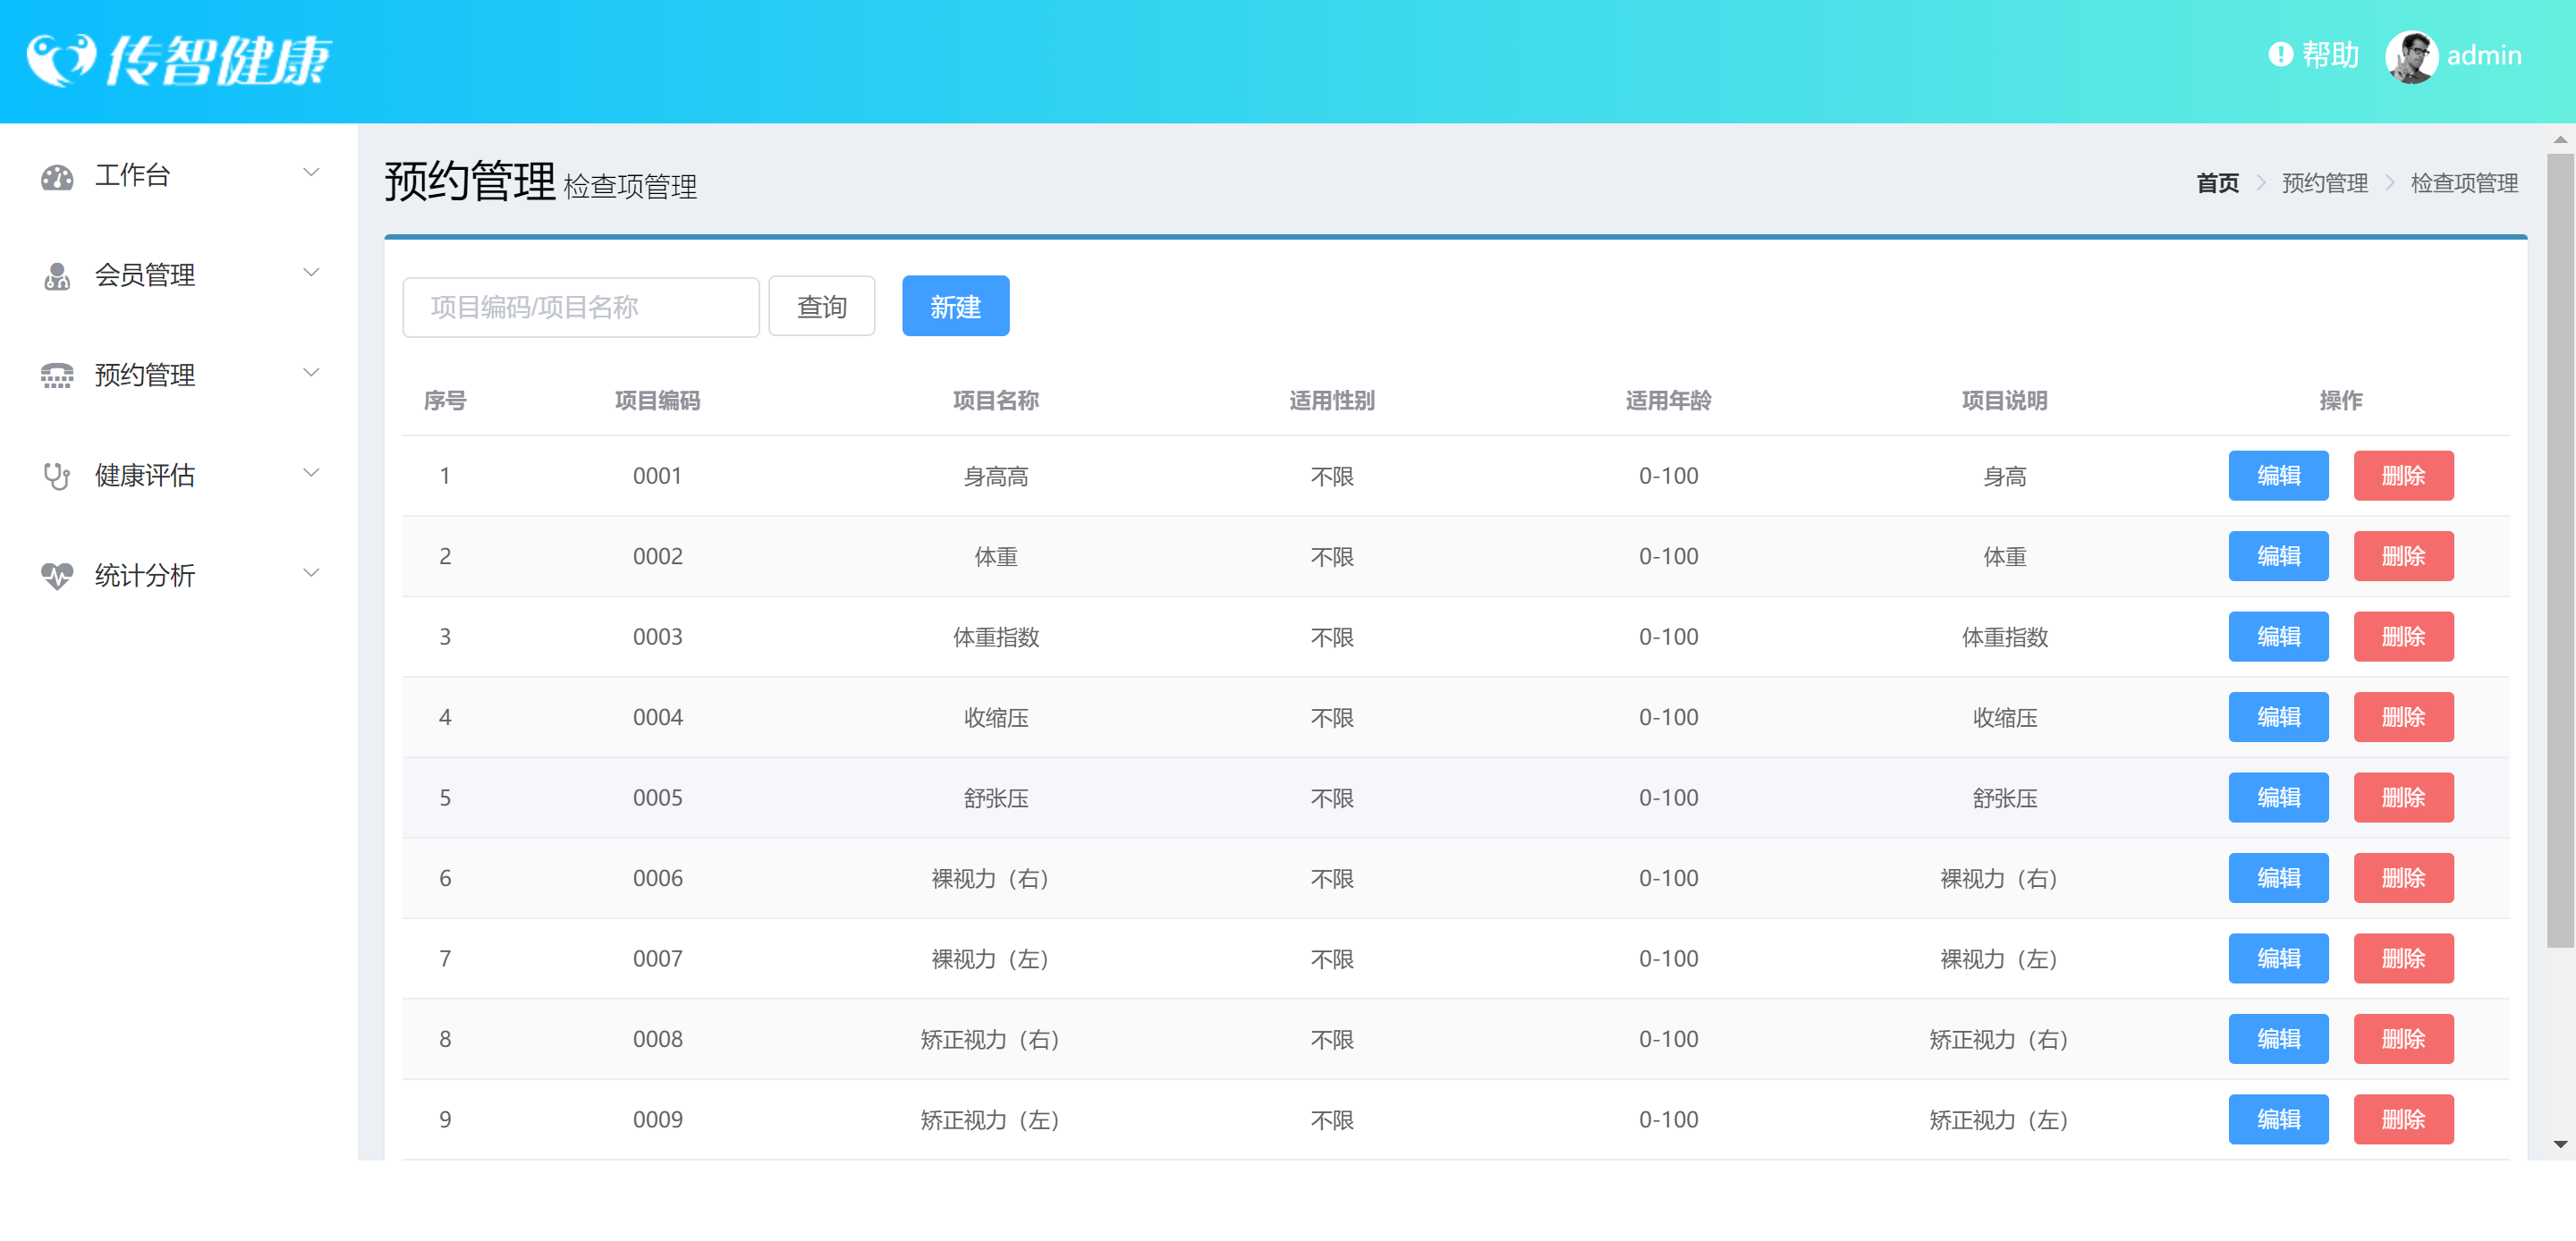 传智健康
帮助 admin
工作台
会员管理
预约管理
健康评估
统计分析
预约管理 检查项管理
首页 > 预约管理 > 检查项管理
项目编码/项目名称 查询 新建
序号 项目编码 项目名称 适用性别 适用年龄 项目说明 操作
1 0001 身高高 不限 0-100 身高 编辑 删除
2 0002 体重 不限 0-100 体重 编辑 删除
3 0003 体重指数 不限 0-100 体重指数 编辑 删除
4 0004 收缩压 不限 0-100 收缩压 编辑 删除
5 0005 舒张压 不限 0-100 舒张压 编辑 删除
6 0006 裸视力（右） 不限 0-100 裸视力（右） 编辑 删除
7 0007 裸视力（左） 不限 0-100 裸视力（左） 编辑 删除
8 0008 矫正视力（右） 不限 0-100 矫正视力（右） 编辑 删除
9 0009 矫正视力（左） 不限 0-100 矫正视力（左） 编辑 删除